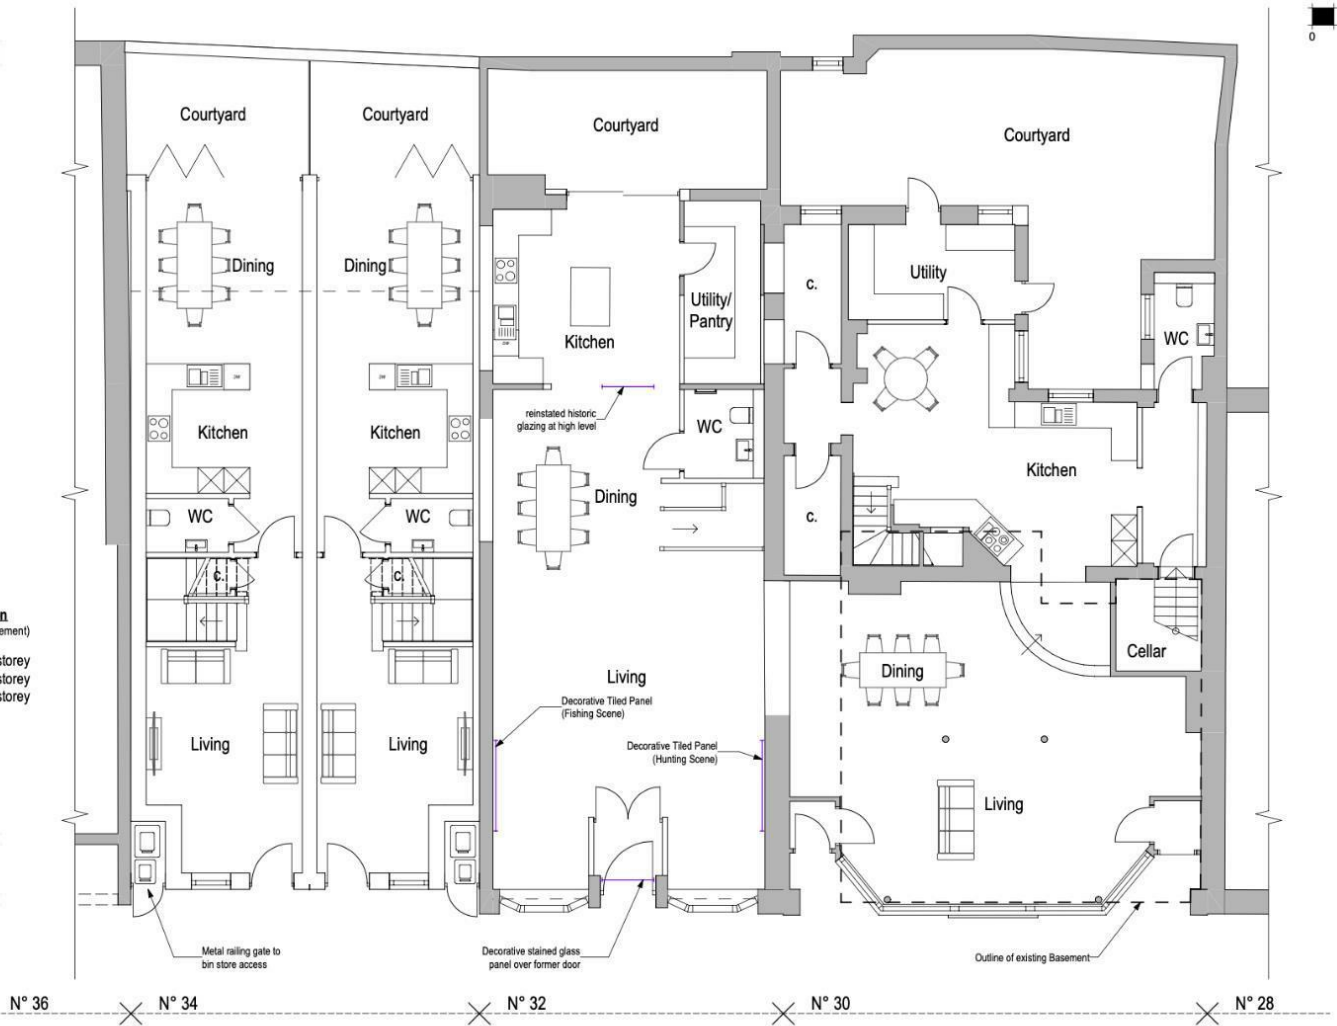 0
Courtyard
Courtyard
Courtyard
Courtyard
Dining
Dining
Utility/
Pantry
Kitchen
c.
Utility
WC
reinstated historic
glazing at high level
WC
Kitchen
Kitchen
Kitchen
Dining
WC
WC
c.
c.
c.
Living
Living
Living
Decorative Tiled Panel
(Fishing Scene)
Decorative Tiled Panel
(Hunting Scene)
Dining
Cellar
Living
storey
storey
storey
Metal railing gate to
bin store access
Decorative stained glass
panel over former door
Outline of existing Basement
N° 36
N° 34
N° 32
N° 30
N° 28